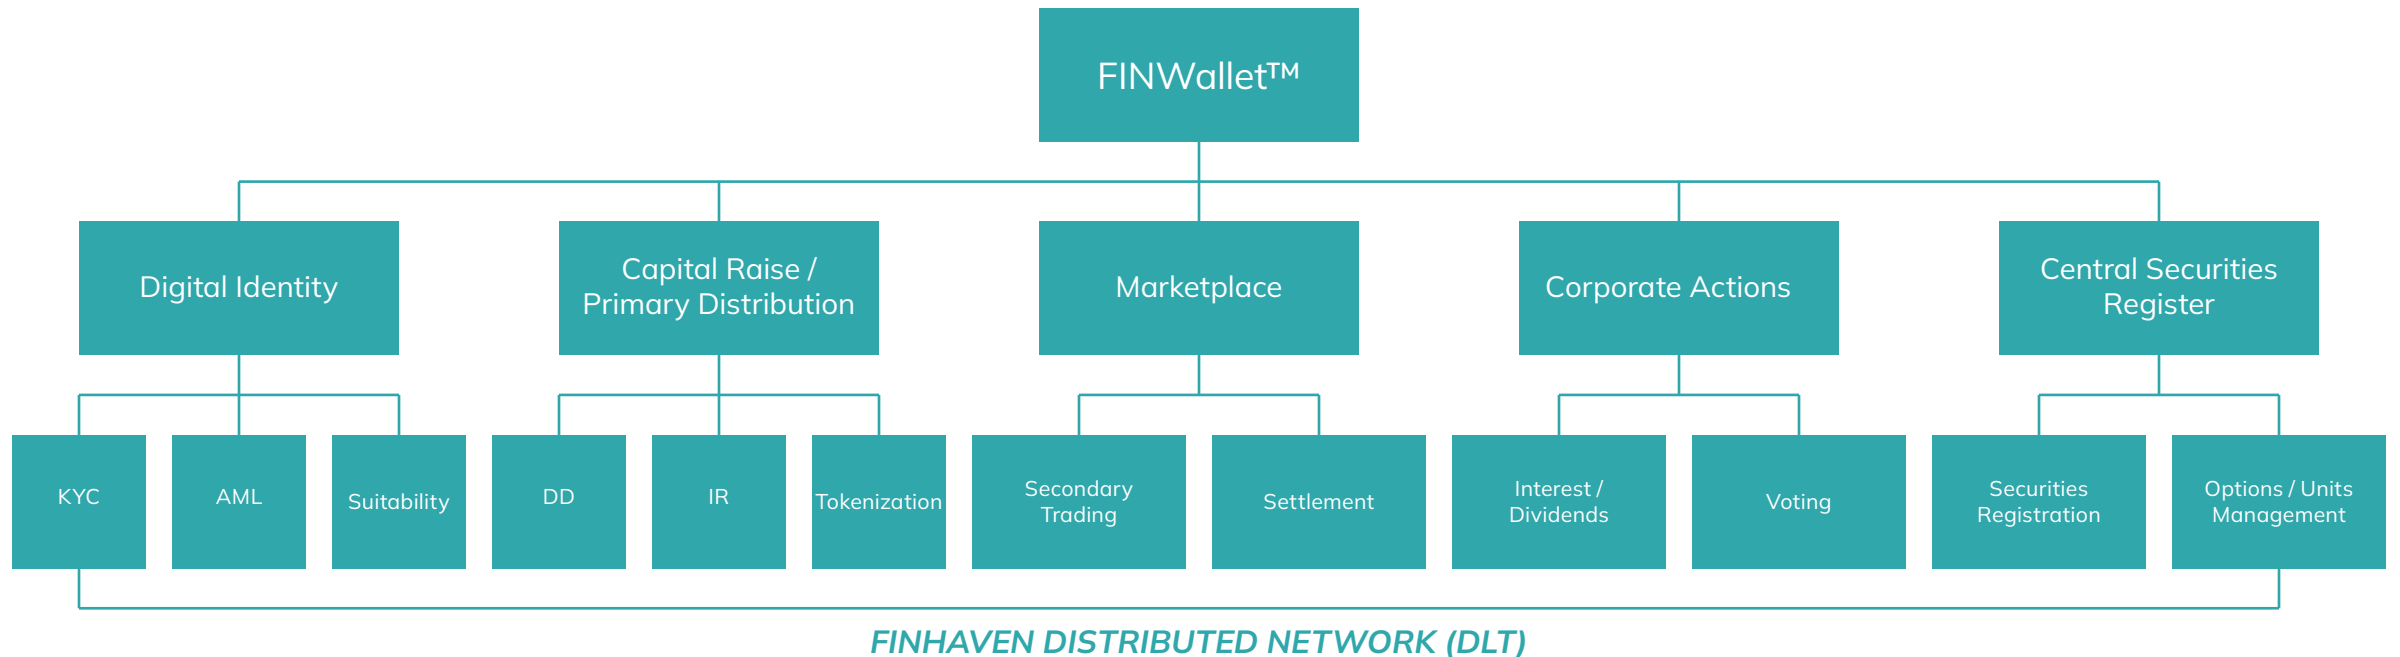 FINWallet™
Digital Identity
Capital Raise /
Primary Distribution
Marketplace
Corporate Actions
Central Securities
Register
KYC
AML
Suitability
DD
IR
Tokenization
Secondary
Trading
Settlement
Interest /
Dividends
Voting
Securities
Registration
Options / Units
Management
FINHAVEN DISTRIBUTED NETWORK (DLT)